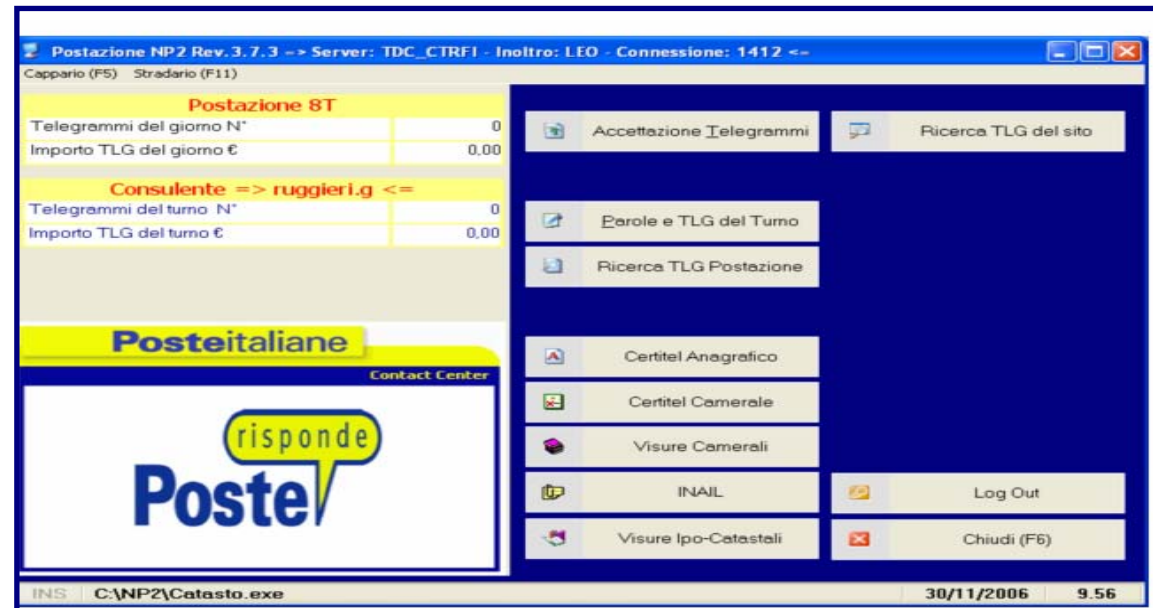 Postazione NP2 Rev.3.7.3 -> Server: TDC_CTRFI - Inoltro: LEO - Connessione: 1412 <-
Cappario (F5) Stradario (F11)
Postazione 8T
Telegrammi del giorno N° 0
Importo TLG del giorno € 0,00
Consulente => ruggieri.g <=
Telegrammi del turno N° 0
Importo TLG del turno € 0,00
Posteitaliane
Contact Center
risponde
Poste
Accettazione Telegrammi
Ricerca TLG del sito
Parole e TLG del Turno
Ricerca TLG Postazione
Certitel Anagrafico
Certitel Camerale
Visure Camerali
INAIL
Log Out
Visure Ipo-Catastali
Chiudi (F6)
INS C:\NP2\Catasto.exe 30/11/2006 9.56